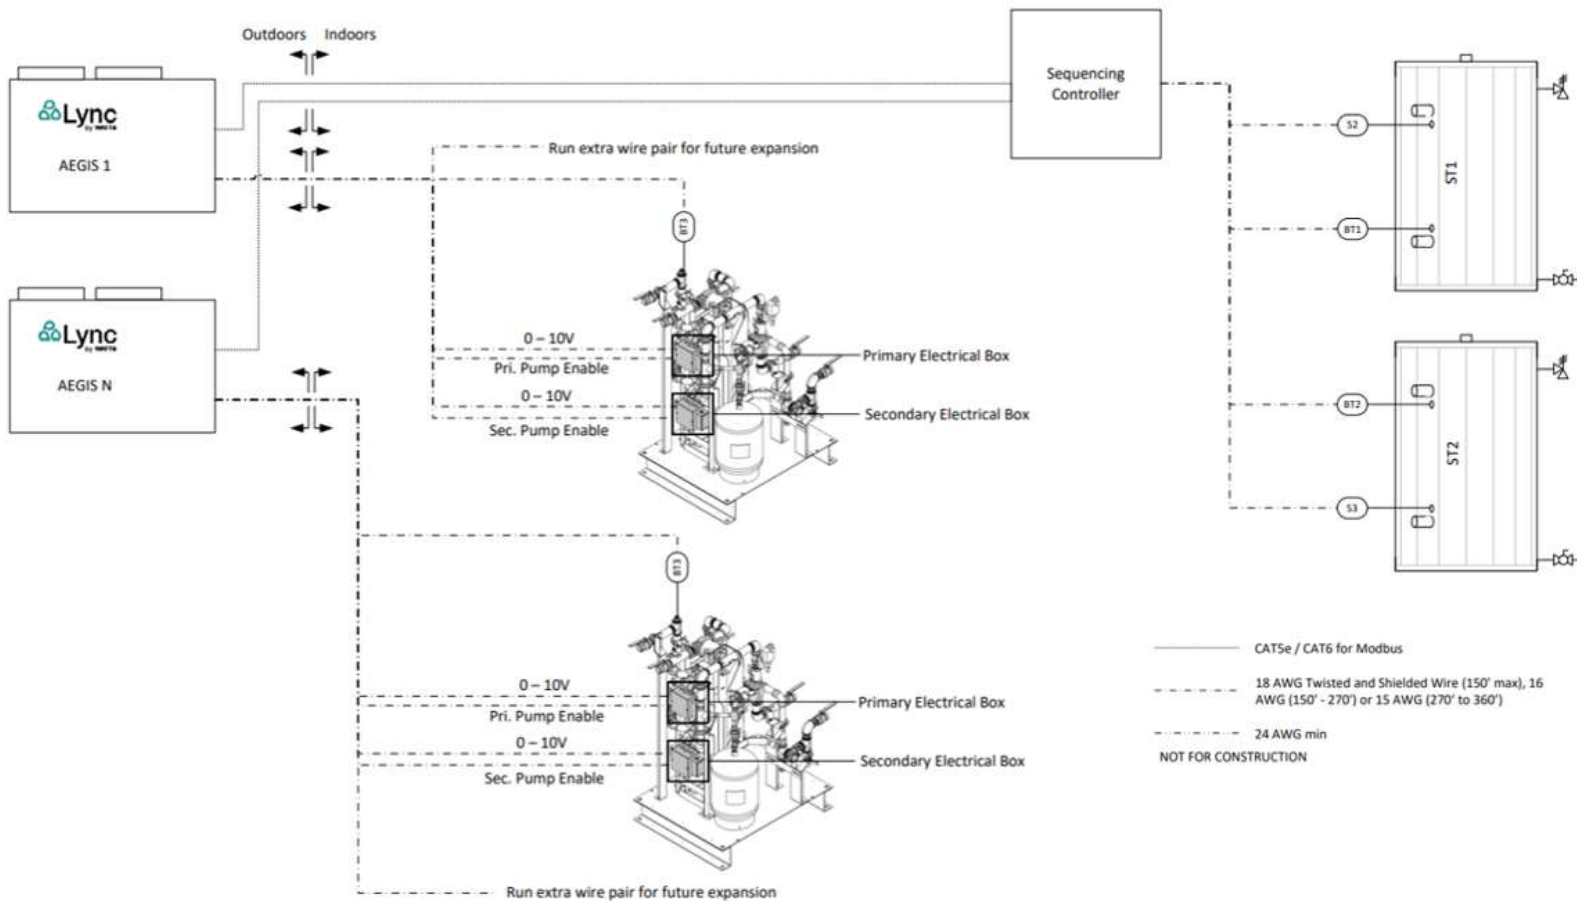 Outdoors Indoors
Lync
by WATTS
AEGIS 1
Sequencing
Controller
Run extra wire pair for future expansion
S2
ST1
BT3
BT1
Lync
by WATTS
AEGIS N
0 – 10V
Pri. Pump Enable
Primary Electrical Box
0 – 10V
Sec. Pump Enable
Secondary Electrical Box
BT2
ST2
S3
BT3
0 – 10V
Pri. Pump Enable
Primary Electrical Box
0 – 10V
Sec. Pump Enable
Secondary Electrical Box
CAT5e / CAT6 for Modbus
18 AWG Twisted and Shielded Wire (150' max), 16
AWG (150' - 270') or 15 AWG (270' to 360')
24 AWG min
NOT FOR CONSTRUCTION
Run extra wire pair for future expansion